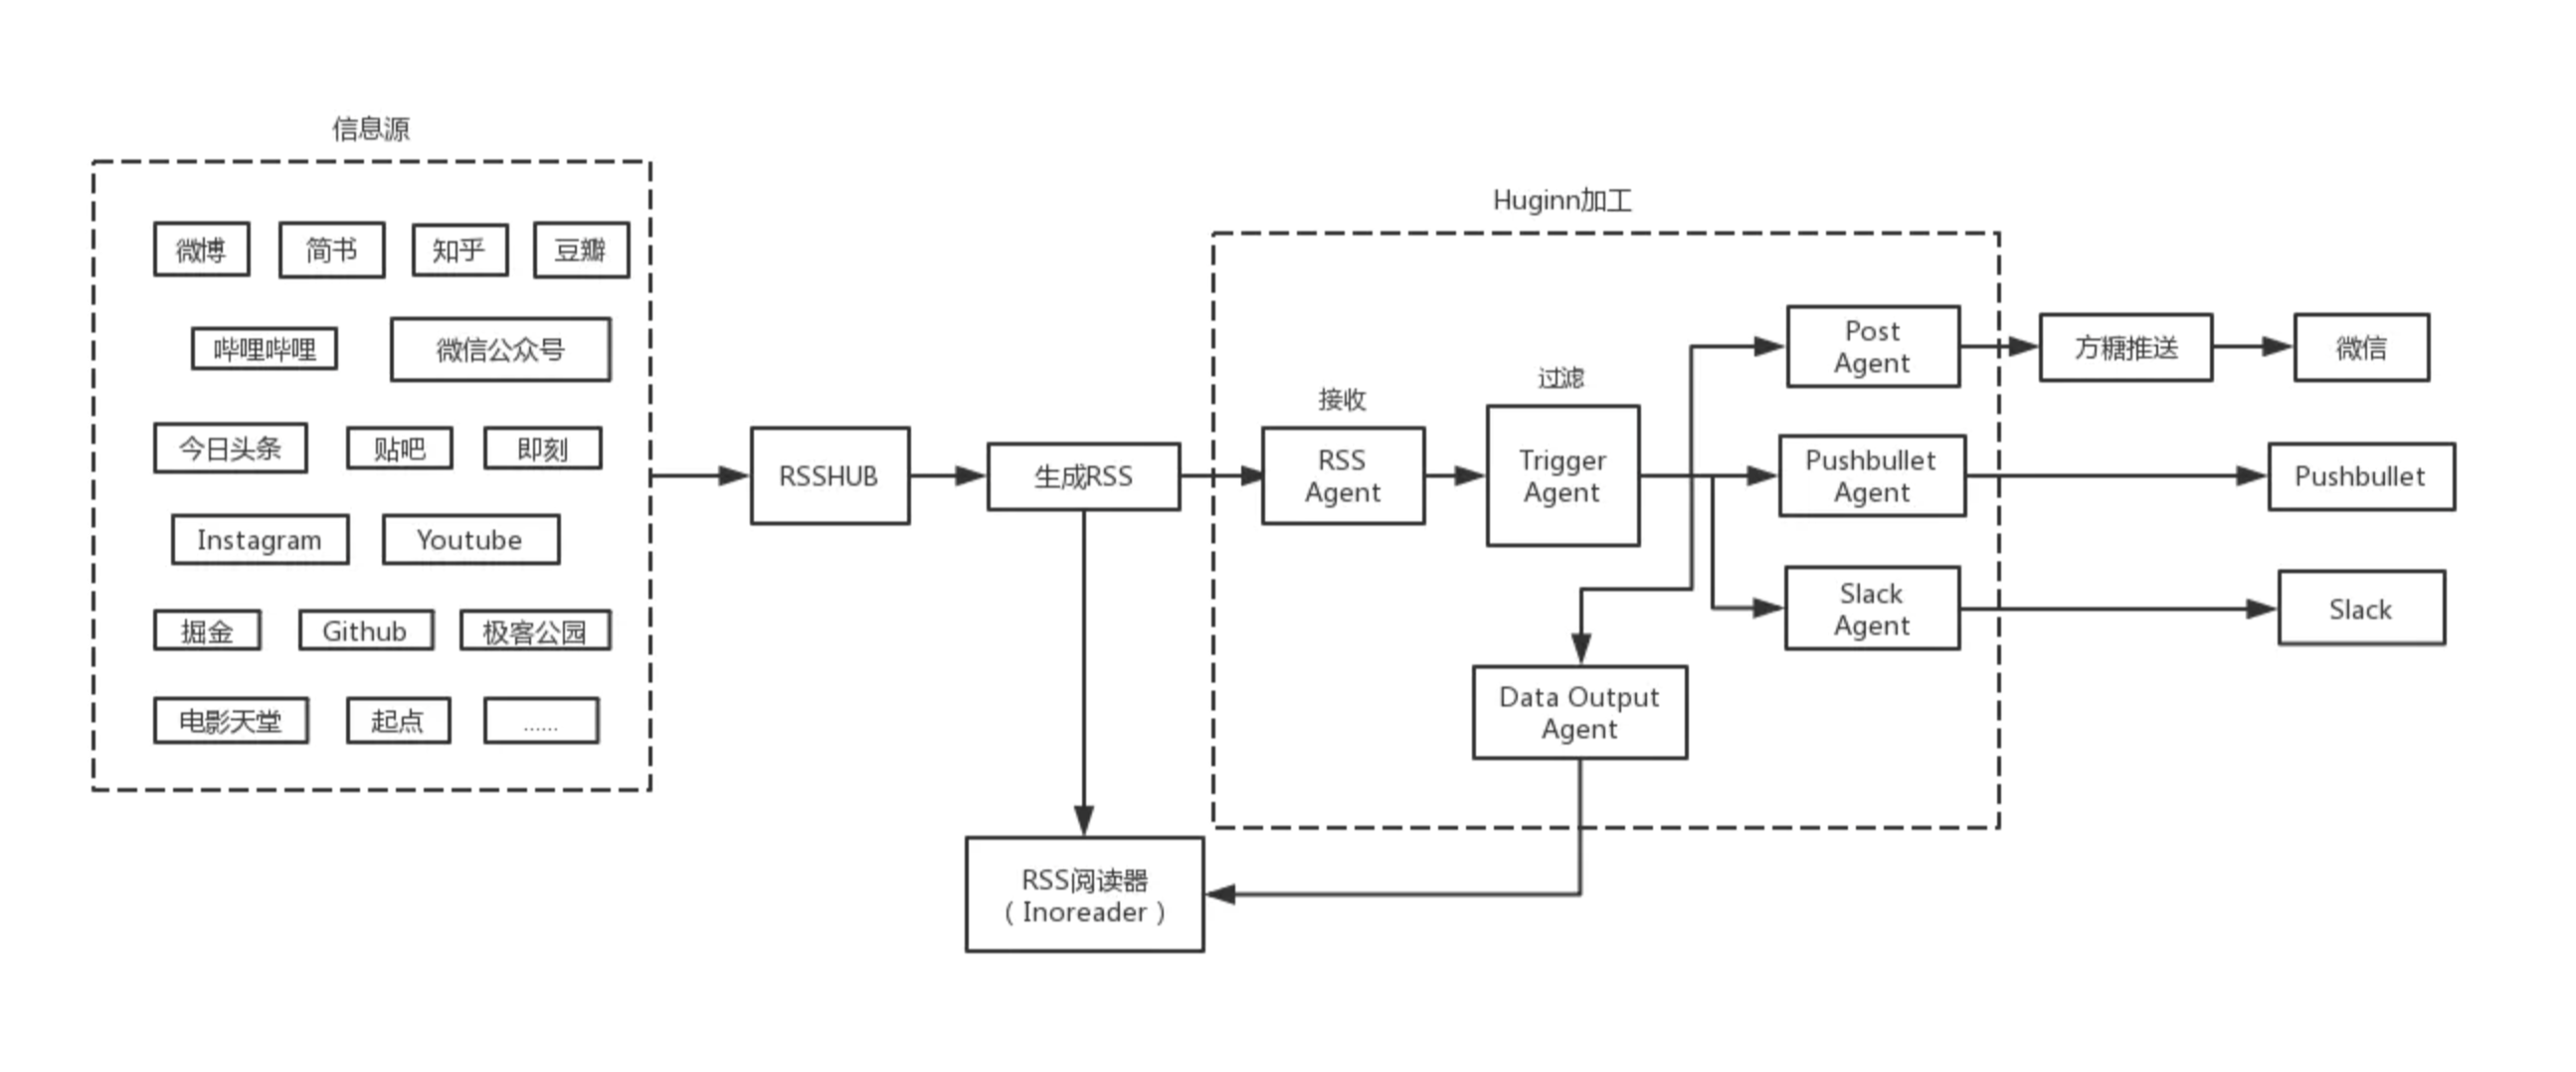 信息源
微博
简书
知乎
豆瓣
哔哩哔哩
微信公众号
今日头条
贴吧
即刻
Instagram
Youtube
掘金
Github
极客公园
电影天堂
起点
......
RSSHUB
生成RSS
RSS阅读器
（Inoreader）
Huginn加工
接收
RSS
Agent
过滤
Trigger
Agent
Post
Agent
Pushbullet
Agent
Slack
Agent
Data Output
Agent
方糖推送
微信
Pushbullet
Slack